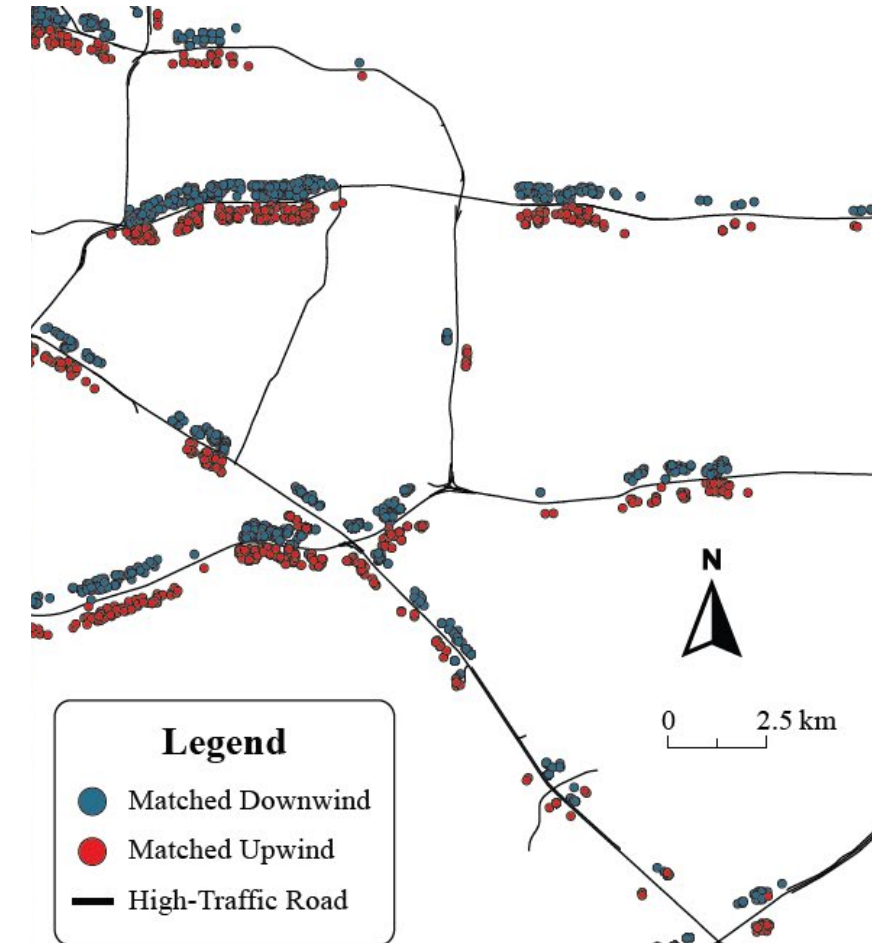 N
0 2.5 km
Legend
Matched Downwind
Matched Upwind
High-Traffic Road